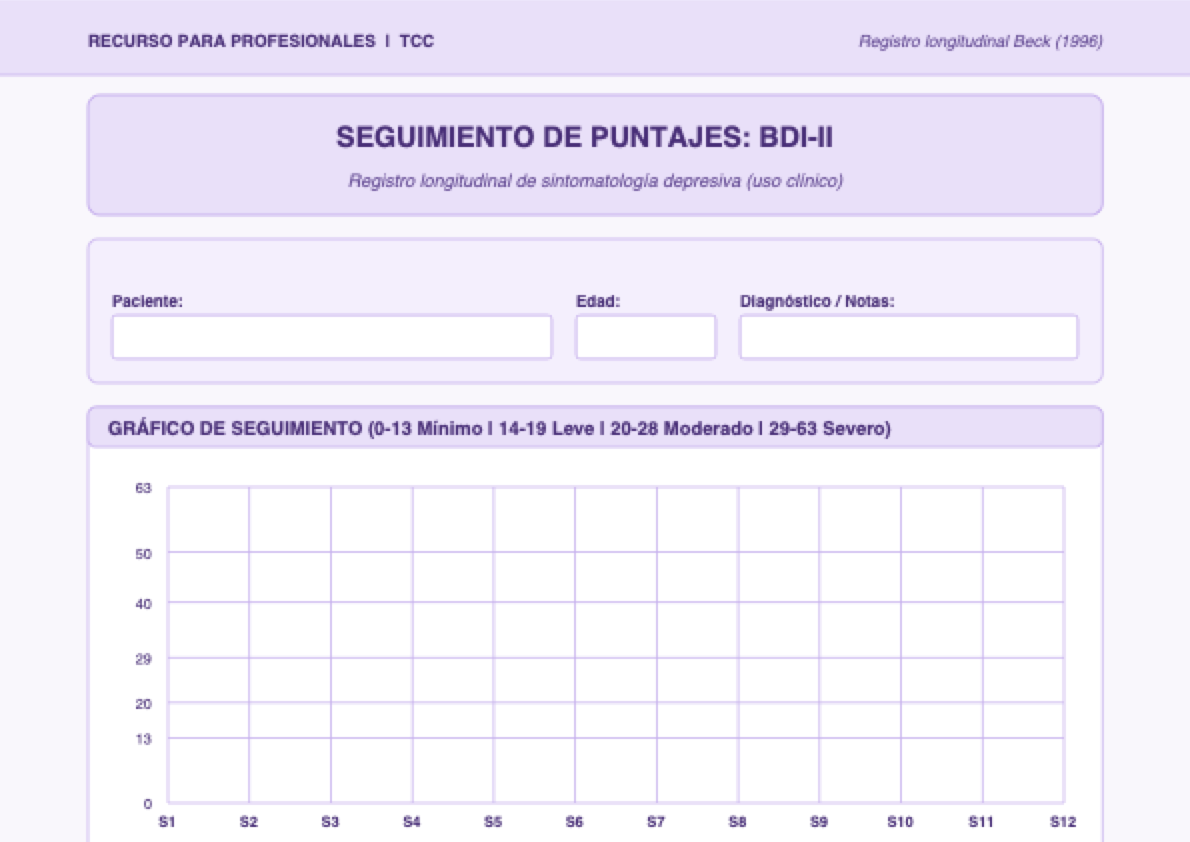 RECURSO PARA PROFESIONALES | TCC
Registro longitudinal Beck (1996)
SEGUIMIENTO DE PUNTAJES: BDI-II
Registro longitudinal de sintomatología depresiva (uso clínico)
Paciente:
Edad:
Diagnóstico / Notas:
GRÁFICO DE SEGUIMIENTO (0-13 Mínimo | 14-19 Leve | 20-28 Moderado | 29-63 Severo)
63
50
40
29
20
13
0
S1 S2 S3 S4 S5 S6 S7 S8 S9 S10 S11 S12